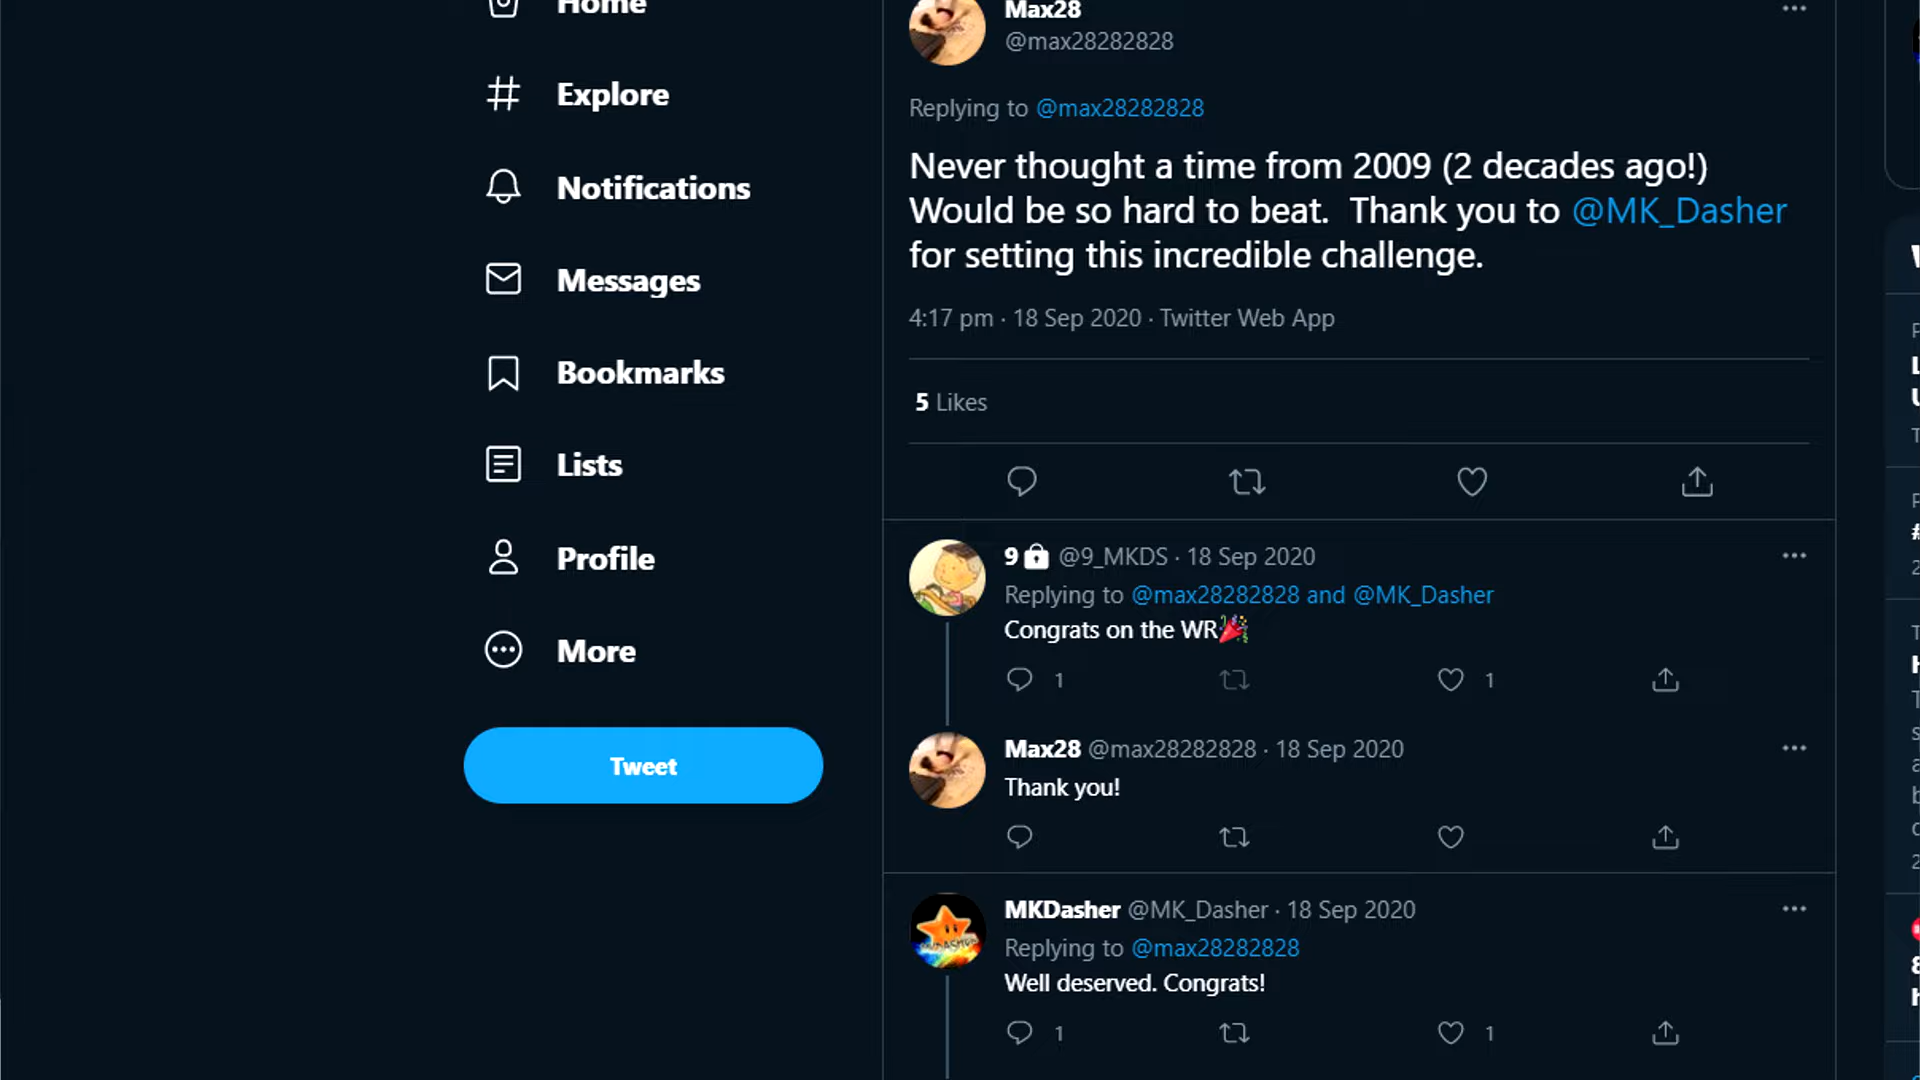 Home
Explore
Notifications
Messages
Bookmarks
Lists
Profile
More
Tweet
Max28
@max28282828
Replying to @max28282828
Never thought a time from 2009 (2 decades ago!)
Would be so hard to beat.  Thank you to @MK_Dasher
for setting this incredible challenge.
4:17 pm · 18 Sep 2020 · Twitter Web App
5 Likes
9 @9_MKDS · 18 Sep 2020
Replying to @max28282828 and @MK_Dasher
Congrats on the WR🎉
1 1
Max28 @max28282828 · 18 Sep 2020
Thank you!
MKDasher @MK_Dasher · 18 Sep 2020
Replying to @max28282828
Well deserved. Congrats!
1 1